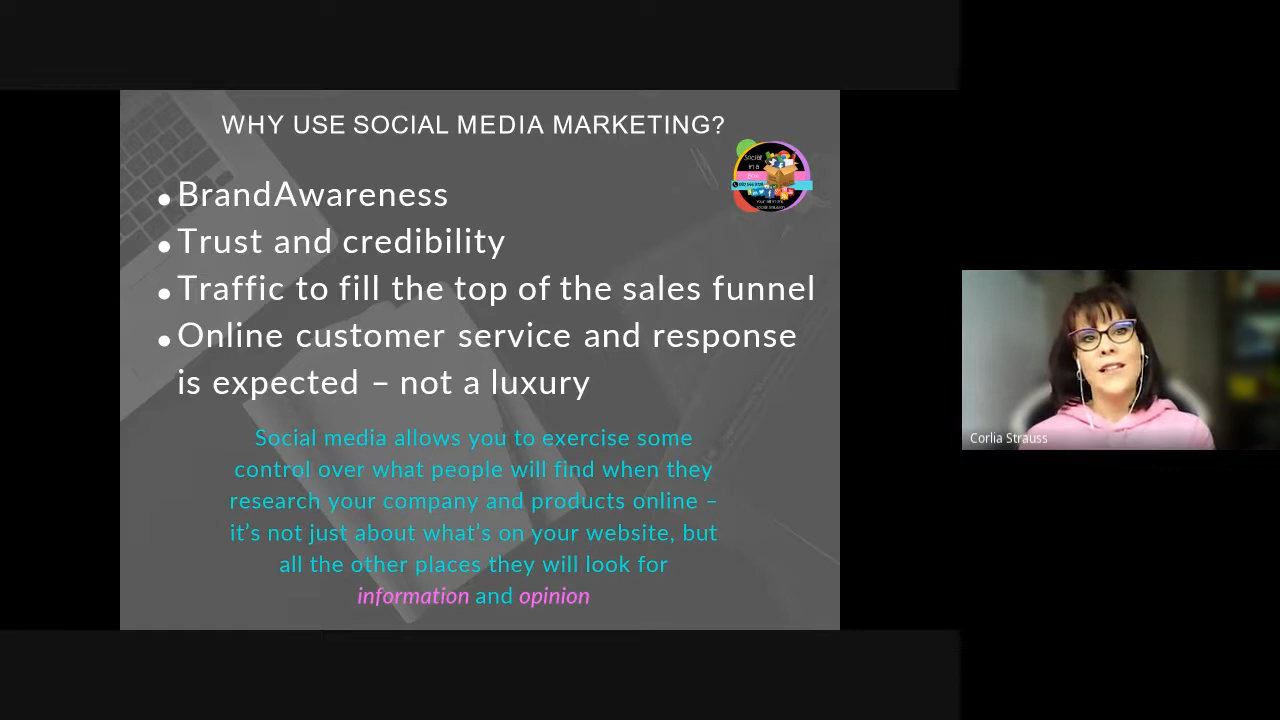 WHY USE SOCIAL MEDIA MARKETING?
Social
in a
Box
•BrandAwareness
•Trust and credibility
•Traffic to fill the top of the sales funnel
•Online customer service and response
is expected – not a luxury
Social media allows you to exercise some
control over what people will find when they
research your company and products online –
it's not just about what's on your website, but
all the other places they will look for
information and opinion
Corlia Strauss